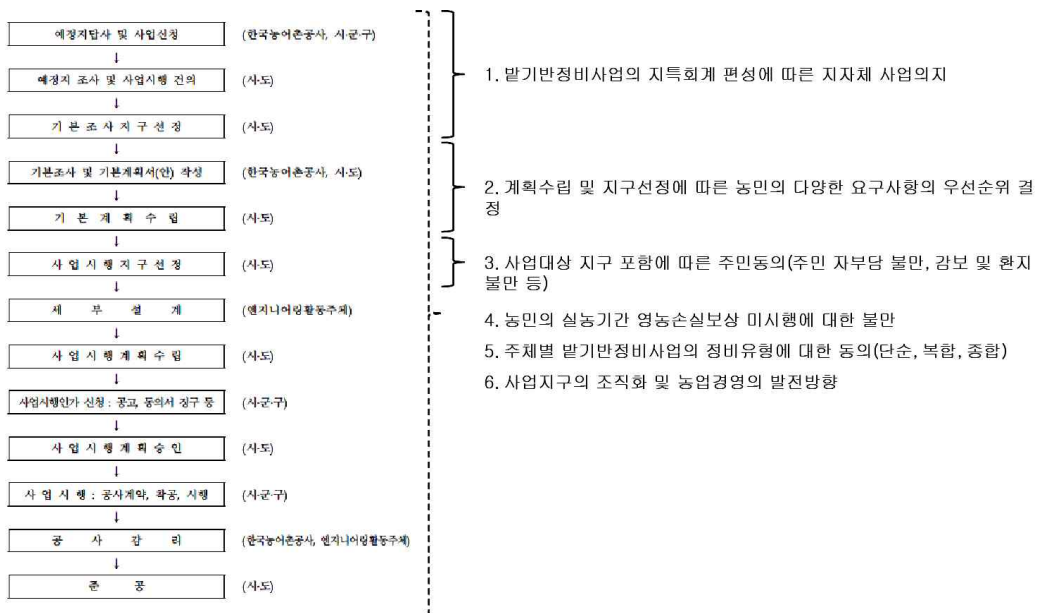 예정지답사 및 사업신청 (한국농어촌공사, 시·군·구)
↓
예정지 조사 및 사업시행 건의 (시·도)
↓
기 본 조 사 지 구 선 정 (시·도)
↓
기본조사 및 기본계획서(안) 작성 (한국농어촌공사, 시·도)
↓
기 본 계 획 수 립 (시·도)
↓
사 업 시 행 지 구 선 정 (시·도)
↓
세 부 설 계 (엔지니어링활동주체)
↓
사 업 시 행 계 획 수 립 (시·도)
↓
사업시행인가 신청 : 공고, 동의서 징구 등 (시·군·구)
↓
사 업 시 행 계 획 승 인 (시·도)
↓
사 업 시 행 : 공사계약, 착공, 시행 (시·군·구)
↓
공 사 감 리 (한국농어촌공사, 엔지니어링활동주체)
↓
준 공 (시·도)
1. 밭기반정비사업의 지특회계 편성에 따른 지자체 사업의지
2. 계획수립 및 지구선정에 따른 농민의 다양한 요구사항의 우선순위 결
정
3. 사업대상 지구 포함에 따른 주민동의(주민 자부담 불만, 감보 및 환지
불만 등)
4. 농민의 실농기간 영농손실보상 미시행에 대한 불만
5. 주체별 밭기반정비사업의 정비유형에 대한 동의(단순, 복합, 종합)
6. 사업지구의 조직화 및 농업경영의 발전방향